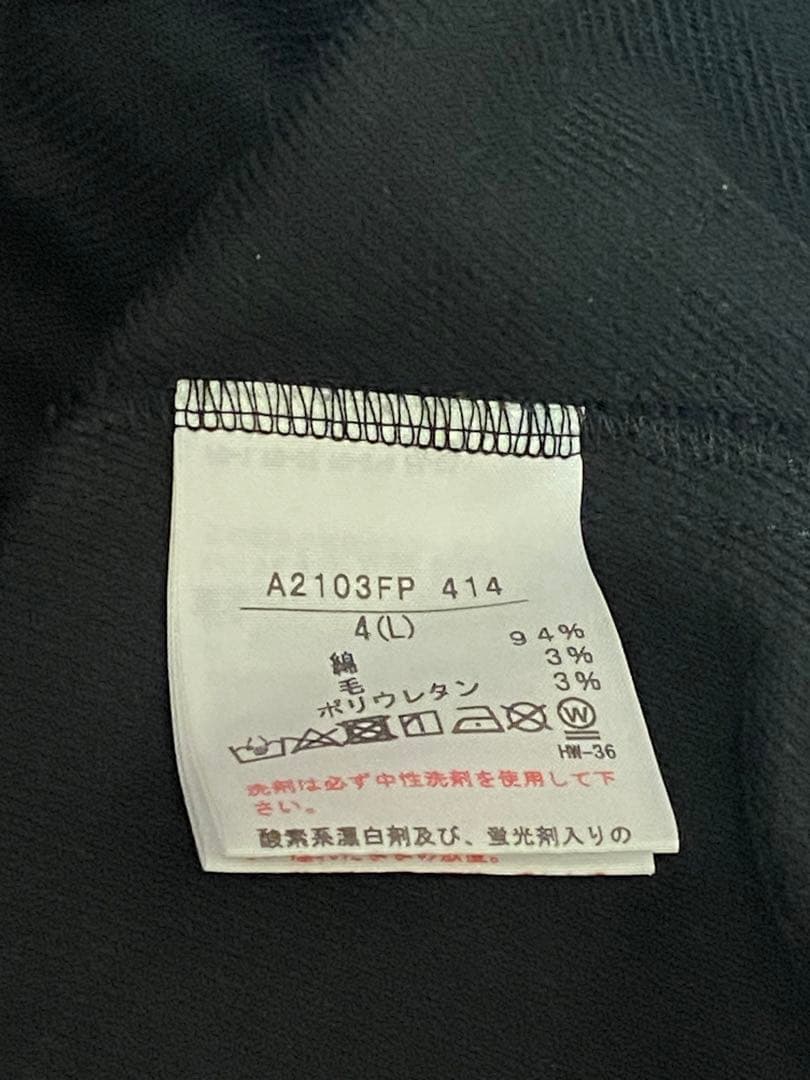 A2103FP 414
4(L)
綿 94%
毛 3%
ポリウレタン 3%
W
HW-36
洗剤は必ず中性洗剤を使用して下
さい。
酸素系漂白剤及び、蛍光剤入りの